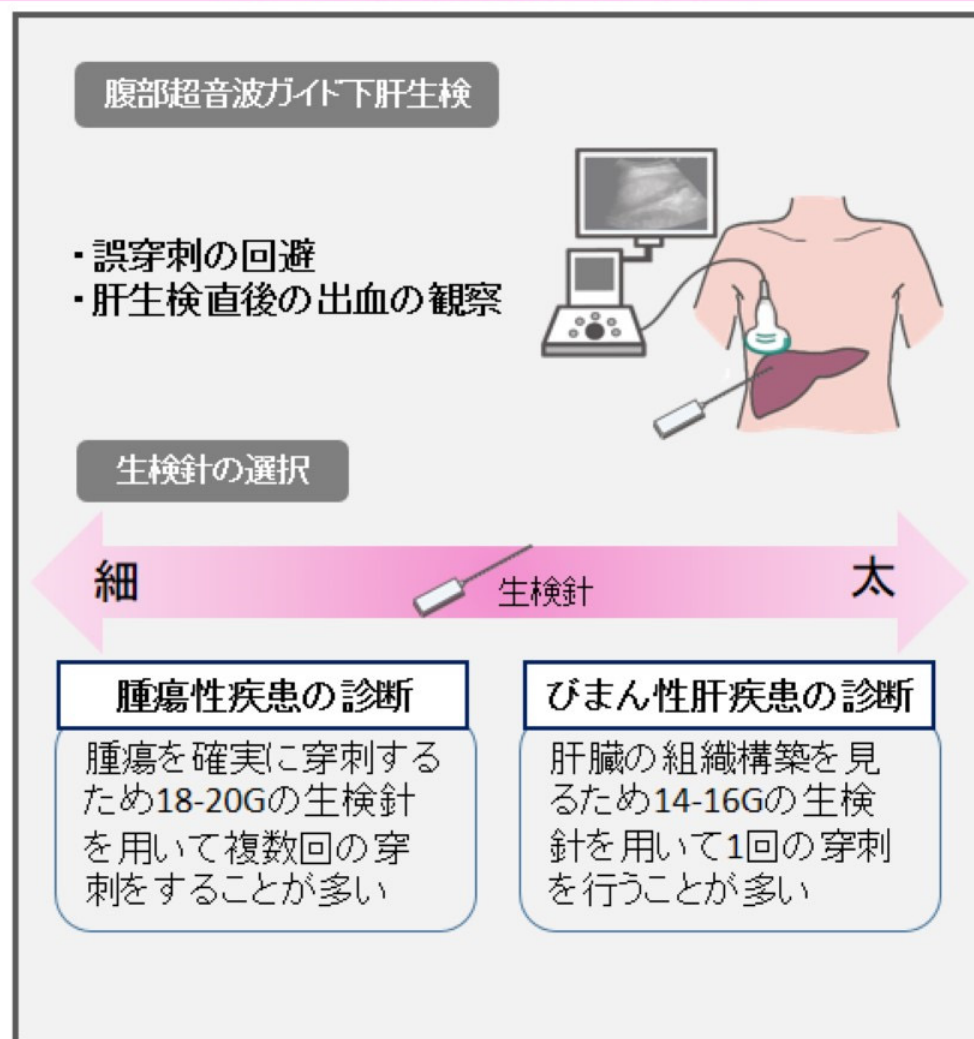 腹部超音波ガイド下肝生検
・誤穿刺の回避
・肝生検直後の出血の観察
生検針の選択
細
生検針
太
腫瘍性疾患の診断
腫瘍を確実に穿刺する
ため18-20Gの生検針
を用いて複数回の穿
刺をすることが多い
びまん性肝疾患の診断
肝臓の組織構築を見
るため14-16Gの生検
針を用いて1回の穿刺
を行うことが多い